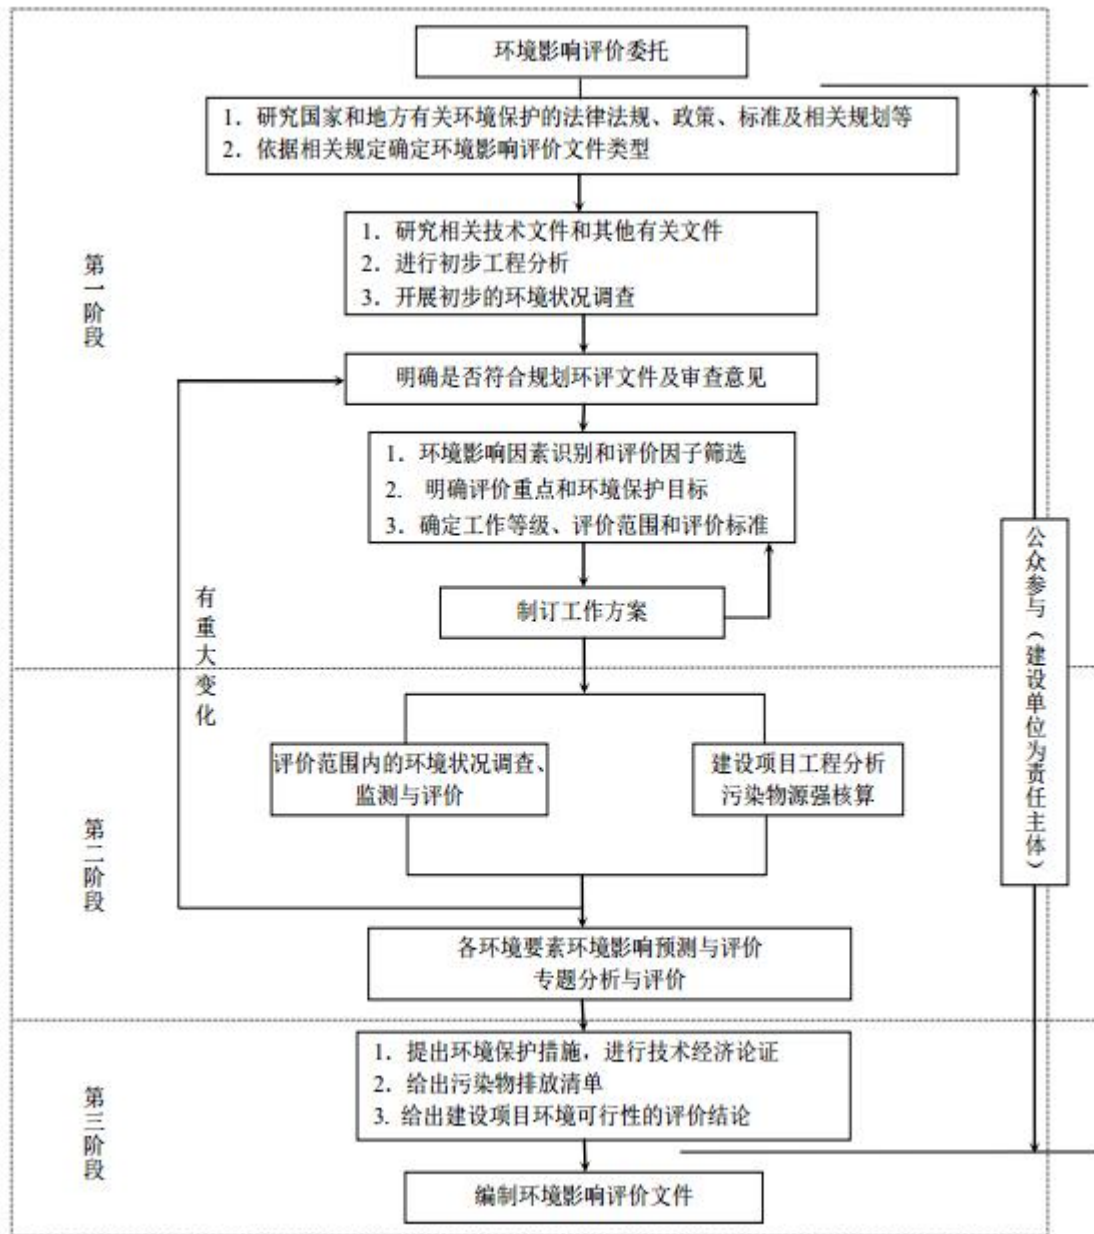 环境影响评价委托
1. 研究国家和地方有关环境保护的法律法规、政策、标准及相关规划等
2. 依据相关规定确定环境影响评价文件类型
1. 研究相关技术文件和其他有关文件
2. 进行初步工程分析
3. 开展初步的环境状况调查
第一阶段
明确是否符合规划环评文件及审查意见
1. 环境影响因素识别和评价因子筛选
2. 明确评价重点和环境保护目标
3. 确定工作等级、评价范围和评价标准
制订工作方案
有重大变化
公众参与（建设单位为责任主体）
评价范围内的环境状况调查、
监测与评价
建设项目工程分析
污染物源强核算
第二阶段
各环境要素环境影响预测与评价
专题分析与评价
1. 提出环境保护措施，进行技术经济论证
2. 给出污染物排放清单
3. 给出建设项目环境可行性的评价结论
第三阶段
编制环境影响评价文件